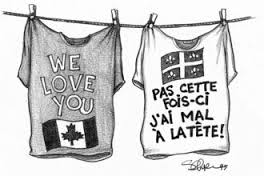 WE
LOVE
YOU
PAS CETTE
FOIS-CI
J'AI MAL
À LA TÊTE!